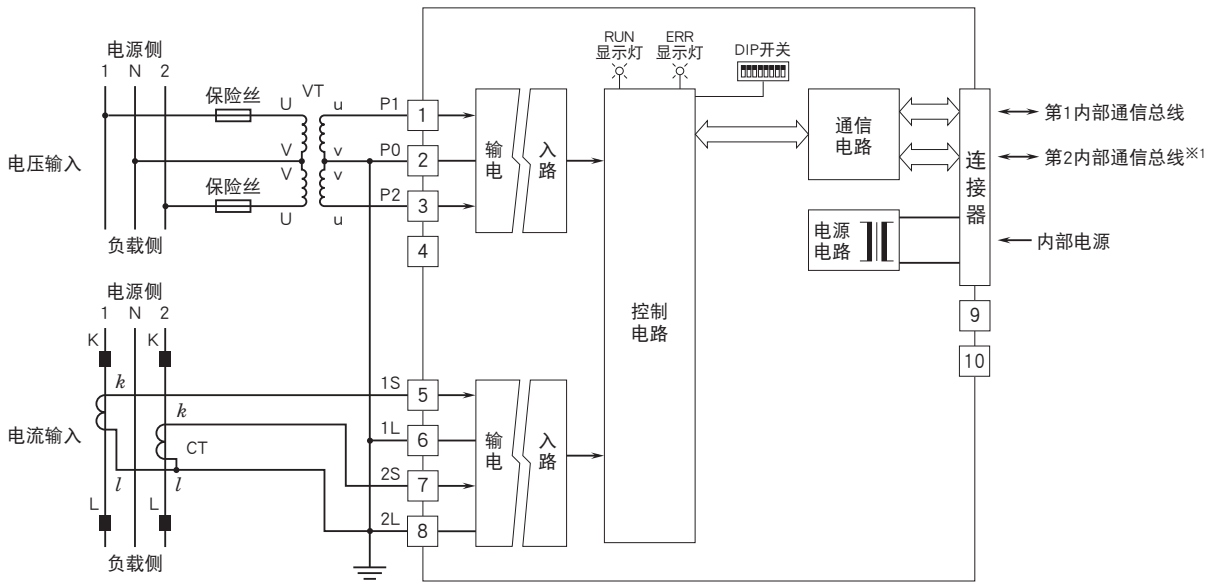 电源侧
1 N 2
保险丝
U
VT
u
P1
1
电压输入
V
v
P0
2
V
v
保险丝
U
u
P2
3
负载侧
4
输入
电路
RUN
显示灯
ERR
显示灯
DIP开关
控制
电路
通信
电路
电源
电路
连接器
第1内部通信总线
第2内部通信总线※1
内部电源
9
10
电源侧
1 N 2
K
K
k
1S
5
k
电流输入
CT
1L
6
l
l
2S
7
L
L
2L
8
负载侧
输入
电路